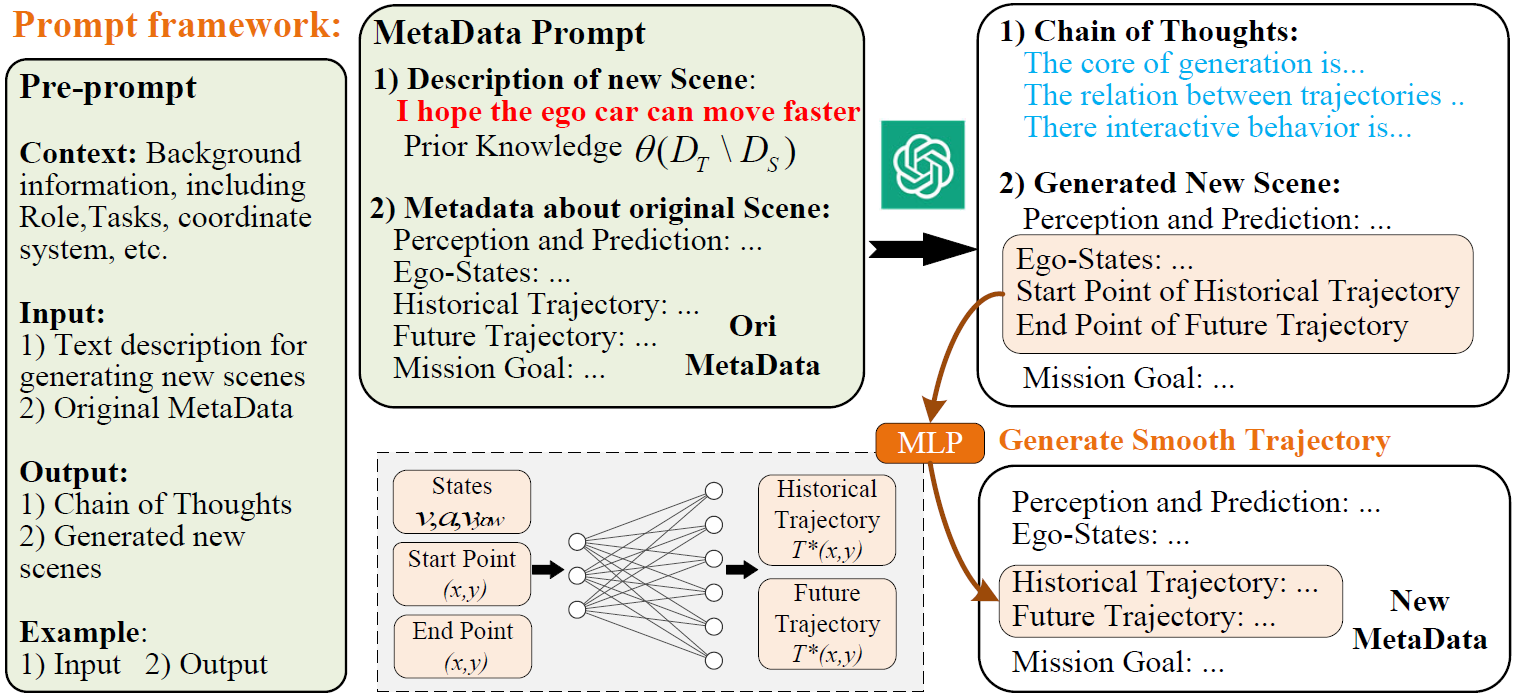 Prompt framework:
Pre-prompt
Context: Background
information, including
Role,Tasks, coordinate
system, etc.
Input:
1) Text description for
generating new scenes
2) Original MetaData
Output:
1) Chain of Thoughts
2) Generated new
scenes
Example:
1) Input 2) Output
MetaData Prompt
1) Description of new Scene:
I hope the ego car can move faster
Prior Knowledge θ(D_T \ D_S)
2) Metadata about original Scene:
Perception and Prediction: ...
Ego-States: ...
Historical Trajectory: ...
Future Trajectory: ...
Mission Goal: ...
Ori
MetaData
1) Chain of Thoughts:
The core of generation is...
The relation between trajectories ..
There interactive behavior is...
2) Generated New Scene:
Perception and Prediction: ...
Ego-States: ...
Start Point of Historical Trajectory
End Point of Future Trajectory
Mission Goal: ...
MLP
Generate Smooth Trajectory
States
v,a,v_yaw
Start Point
(x,y)
End Point
(x,y)
Historical
Trajectory
T*(x,y)
Future
Trajectory
T*(x,y)
Perception and Prediction: ...
Ego-States: ...
Historical Trajectory: ...
Future Trajectory: ...
Mission Goal: ...
New
MetaData